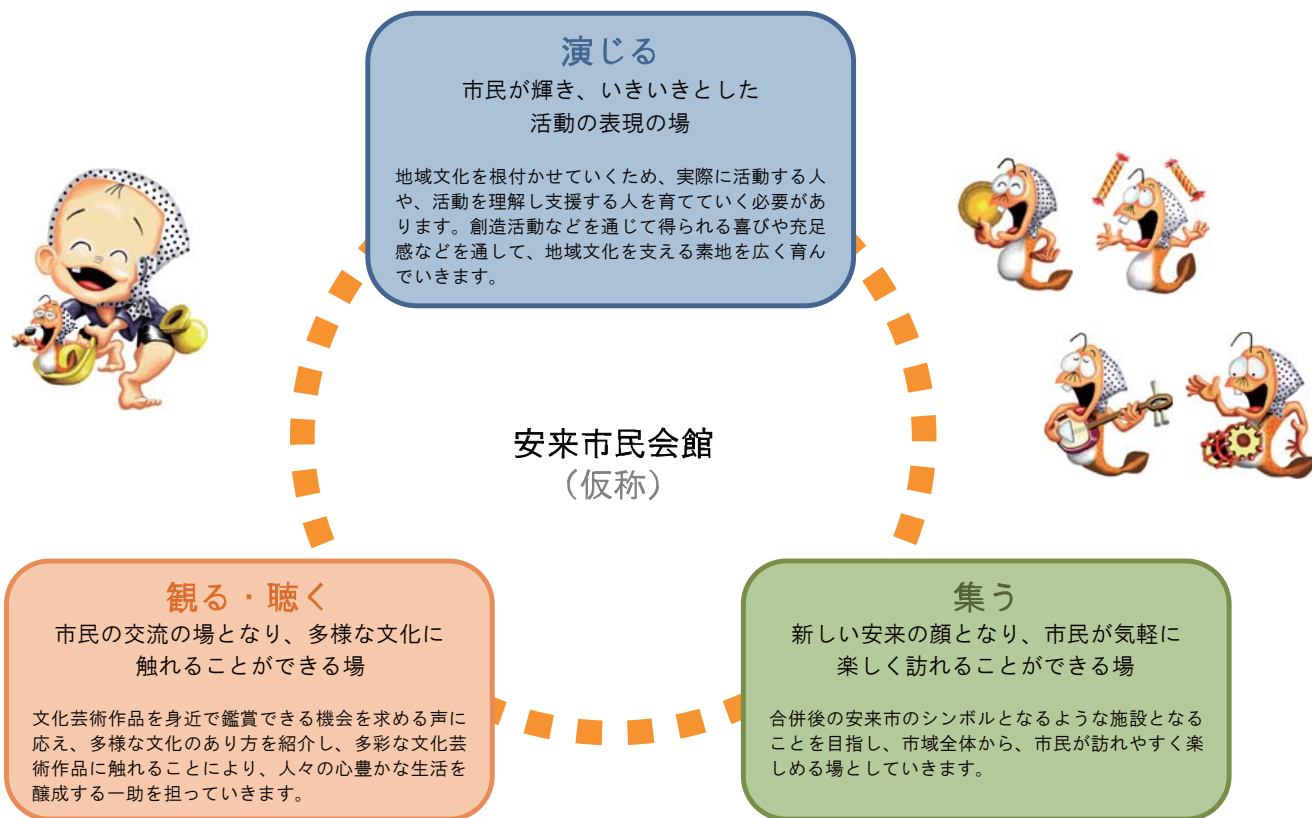 演じる
市民が輝き、いきいきとした
活動の表現の場
地域文化を根付かせていくため、実際に活動する人
や、活動を理解し支援する人を育てていく必要があ
ります。創造活動などを通じて得られる喜びや充足
感などを通して、地域文化を支える素地を広く育ん
でいきます。
安来市民会館
（仮称）
観る・聴く
市民の交流の場となり、多様な文化に
触れることができる場
文化芸術作品を身近で鑑賞できる機会を求める声に
応え、多様な文化のあり方を紹介し、多彩な文化芸
術作品に触れることにより、人々の心豊かな生活を
醸成する一助を担っていきます。
集う
新しい安来の顔となり、市民が気軽に
楽しく訪れることができる場
合併後の安来市のシンボルとなるような施設となる
ことを目指し、市域全体から、市民が訪れやすく楽
しめる場としていきます。